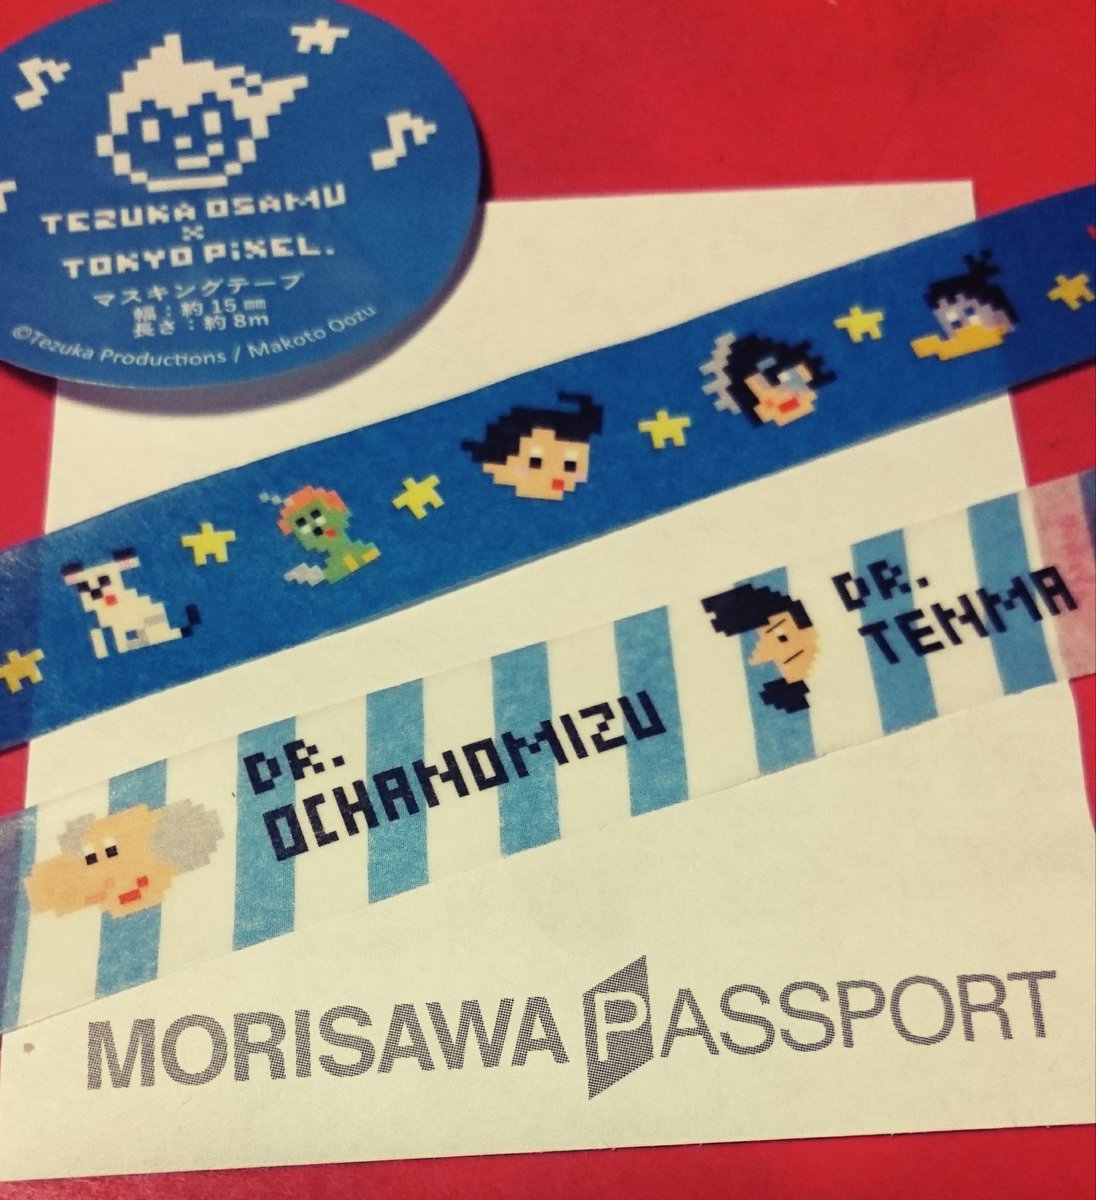 TEZUKA OSAMU
×
TOKYO PiXEL.
マスキングテープ
幅：約15㎜
長さ：約8m
©Tezuka Productions / Makoto Oozu
DR.
TENMA
DR.
OCHANOMIZU
MORISAWA PASSPORT